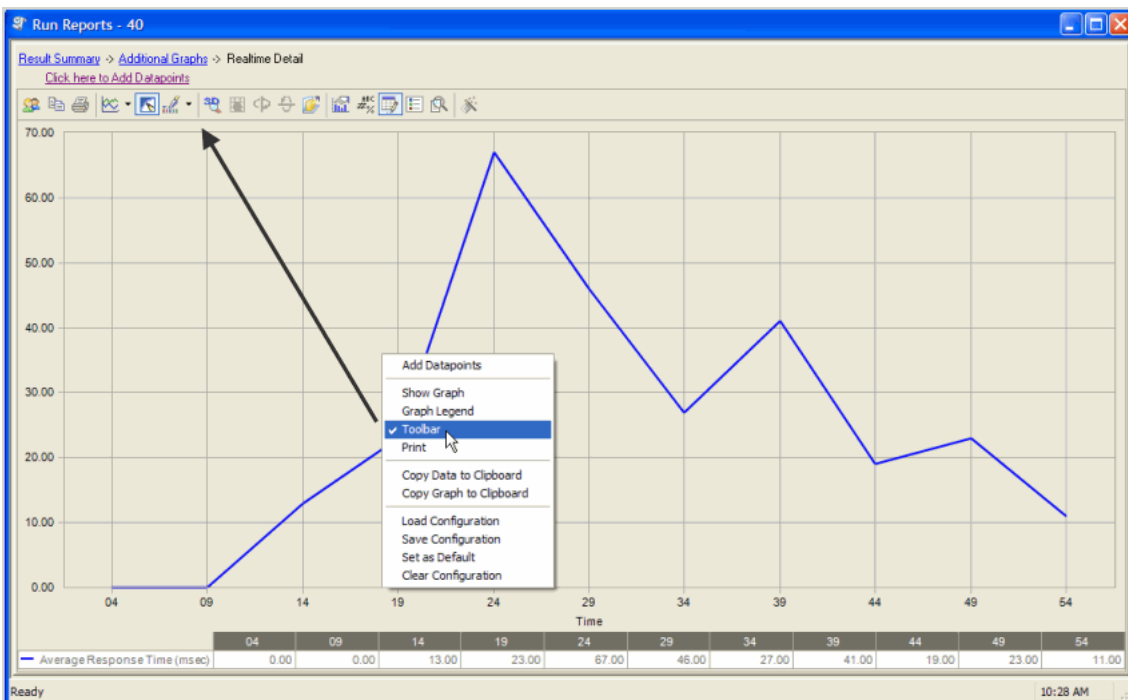 Run Reports - 40
Result Summary -> Additional Graphs -> Realtime Detail
Click here to Add Datapoints
70.00
60.00
50.00
40.00
30.00
20.00
10.00
0.00
Add Datapoints
Show Graph
Graph Legend
Toolbar
Print
Copy Data to Clipboard
Copy Graph to Clipboard
Load Configuration
Save Configuration
Set as Default
Clear Configuration
04 09 14 19 24 29 34 39 44 49 54
Time
04 09 14 19 24 29 34 39 44 49 54
Average Response Time (msec) 0.00 0.00 13.00 23.00 67.00 46.00 27.00 41.00 19.00 23.00 11.00
Ready 10:28 AM